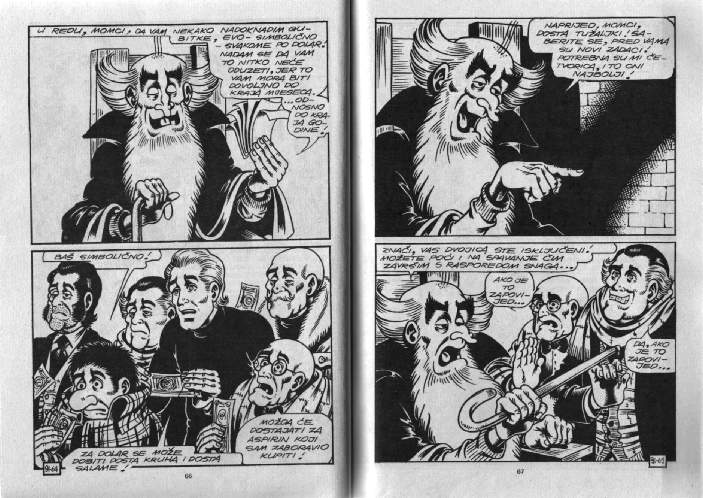 U REDU, MOMCI, DA VAM NEKAKO NADOKNADIM GU-
BITKE, EVO - SIMBOLIČNO
- SVAKOME PO DOLAR!
NADAM SE DA VAM
TO NITKO NEĆE
ODUZETI, JER TO
VAM MORA BITI
DOVOLJNO DO
KRAJA MJESECA.
...OD-
NOSNO
DO KRA-
JA GO-
DINE!
BAŠ SIMBOLIČNO!
ZA DOLAR SE MOŽE
DOBITI DOSTA KRUHA I DOSTA
SALAME!
MOŽDA ĆE
DOSTAJATI ZA
ASPIRIN KOJI
SAM ZABORAVIO
KUPITI!
66
NAPRIJED, MOMCI,
DOSTA TUŽALJKI! SA-
BERITE SE, PRED VAMA
SU NOVI ZADACI!
POTREBNA SU MI ČE-
TVORICA, I TO ONI
NAJBOLJI!
ZNAČI, VAS DVOJICA STE ISKLJUČENI!
MOŽETE POĆI I NA SPAVANJE ČIM
ZAVRŠIM S RASPOREDOM SNAGA...
AKO JE
TO
ZAPOVI-
JED...
DA, AKO
JE TO
ZAPOVI-
JED...
67